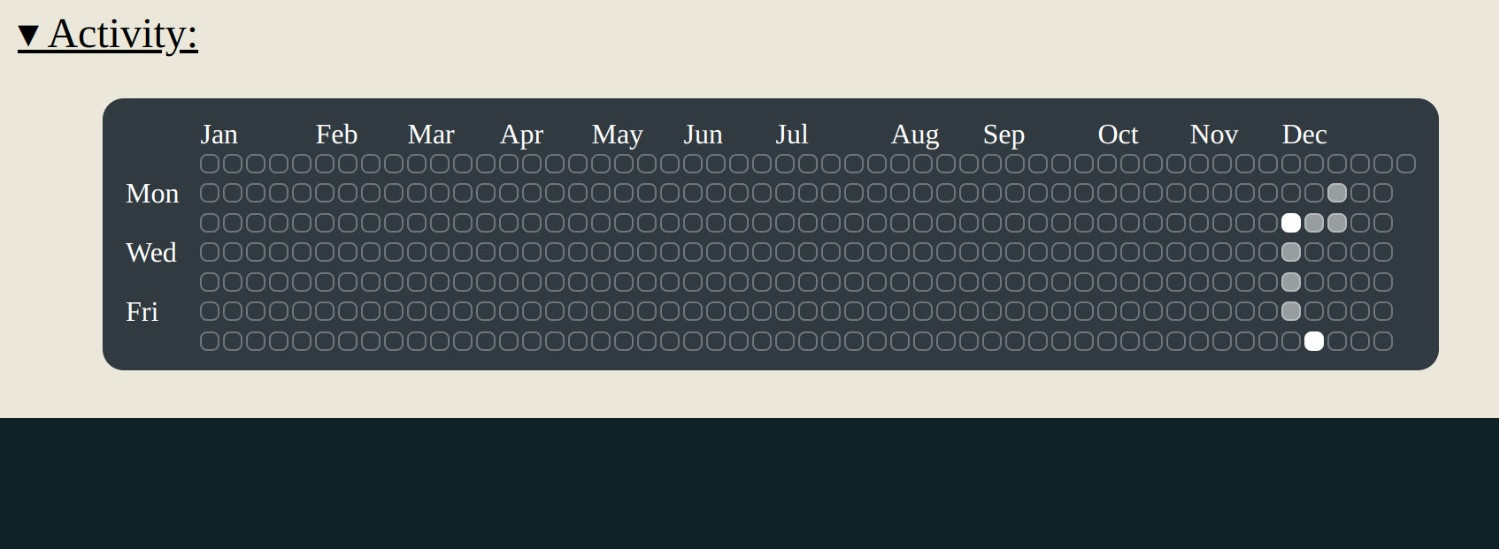 ▾ Activity:
Jan Feb Mar Apr May Jun Jul Aug Sep Oct Nov Dec
Mon
Wed
Fri